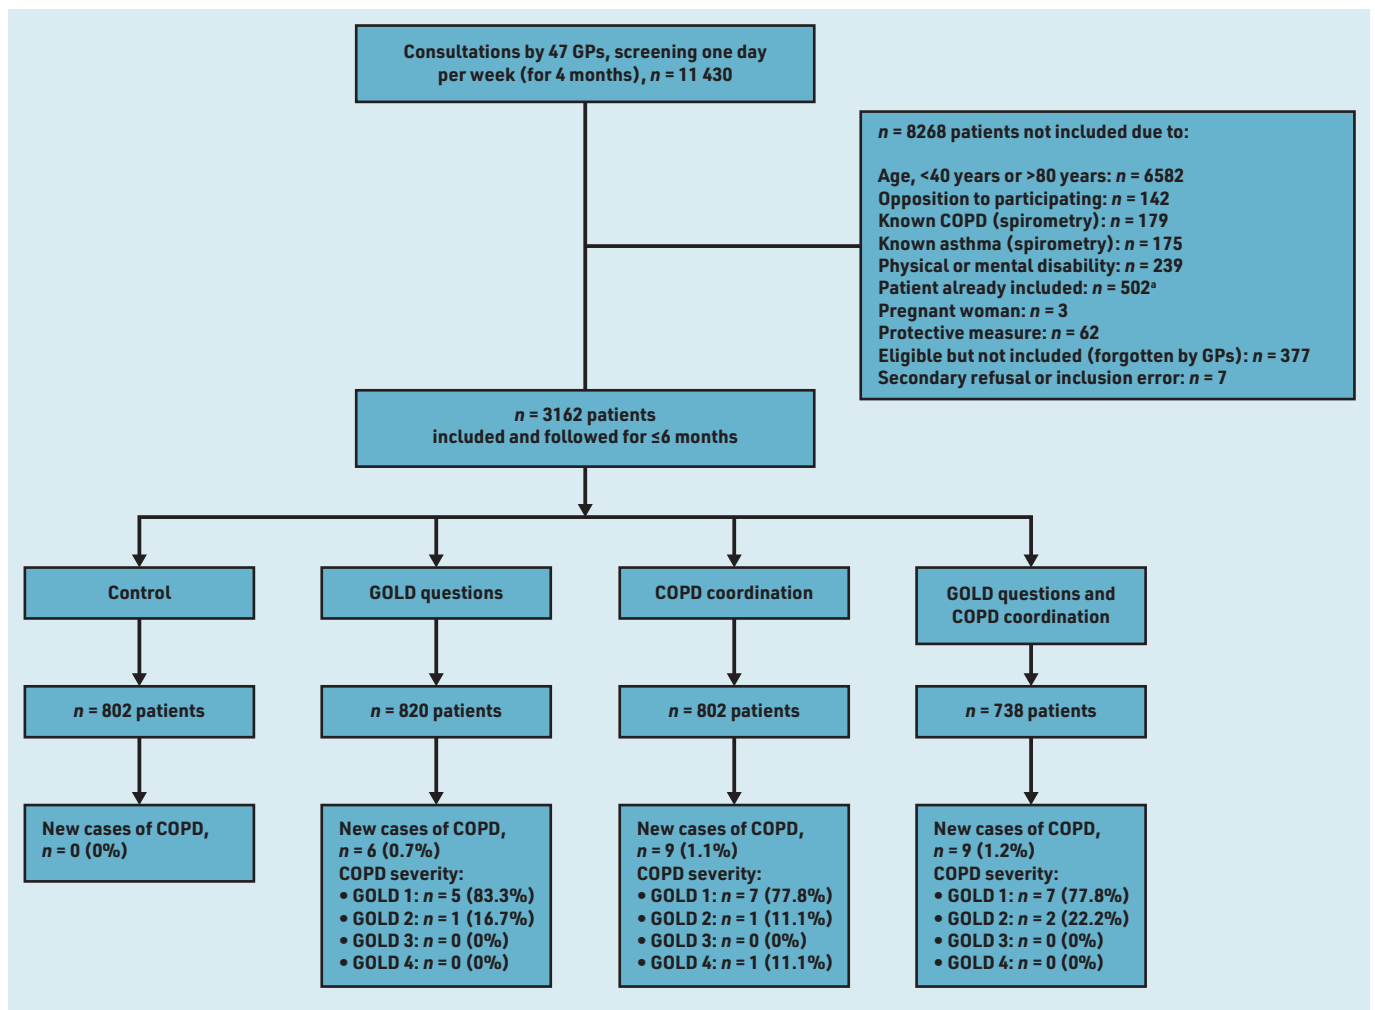 Consultations by 47 GPs, screening one day
per week (for 4 months), n = 11 430
n = 8268 patients not included due to:
Age, <40 years or >80 years: n = 6582
Opposition to participating: n = 142
Known COPD (spirometry): n = 179
Known asthma (spirometry): n = 175
Physical or mental disability: n = 239
Patient already included: n = 502ª
Pregnant woman: n = 3
Protective measure: n = 62
Eligible but not included (forgotten by GPs): n = 377
Secondary refusal or inclusion error: n = 7
n = 3162 patients
included and followed for ≤6 months
Control
GOLD questions
COPD coordination
GOLD questions and
COPD coordination
n = 802 patients
n = 820 patients
n = 802 patients
n = 738 patients
New cases of COPD,
n = 0 (0%)
New cases of COPD,
n = 6 (0.7%)
COPD severity:
• GOLD 1: n = 5 (83.3%)
• GOLD 2: n = 1 (16.7%)
• GOLD 3: n = 0 (0%)
• GOLD 4: n = 0 (0%)
New cases of COPD,
n = 9 (1.1%)
COPD severity:
• GOLD 1: n = 7 (77.8%)
• GOLD 2: n = 1 (11.1%)
• GOLD 3: n = 0 (0%)
• GOLD 4: n = 1 (11.1%)
New cases of COPD,
n = 9 (1.2%)
COPD severity:
• GOLD 1: n = 7 (77.8%)
• GOLD 2: n = 2 (22.2%)
• GOLD 3: n = 0 (0%)
• GOLD 4: n = 0 (0%)